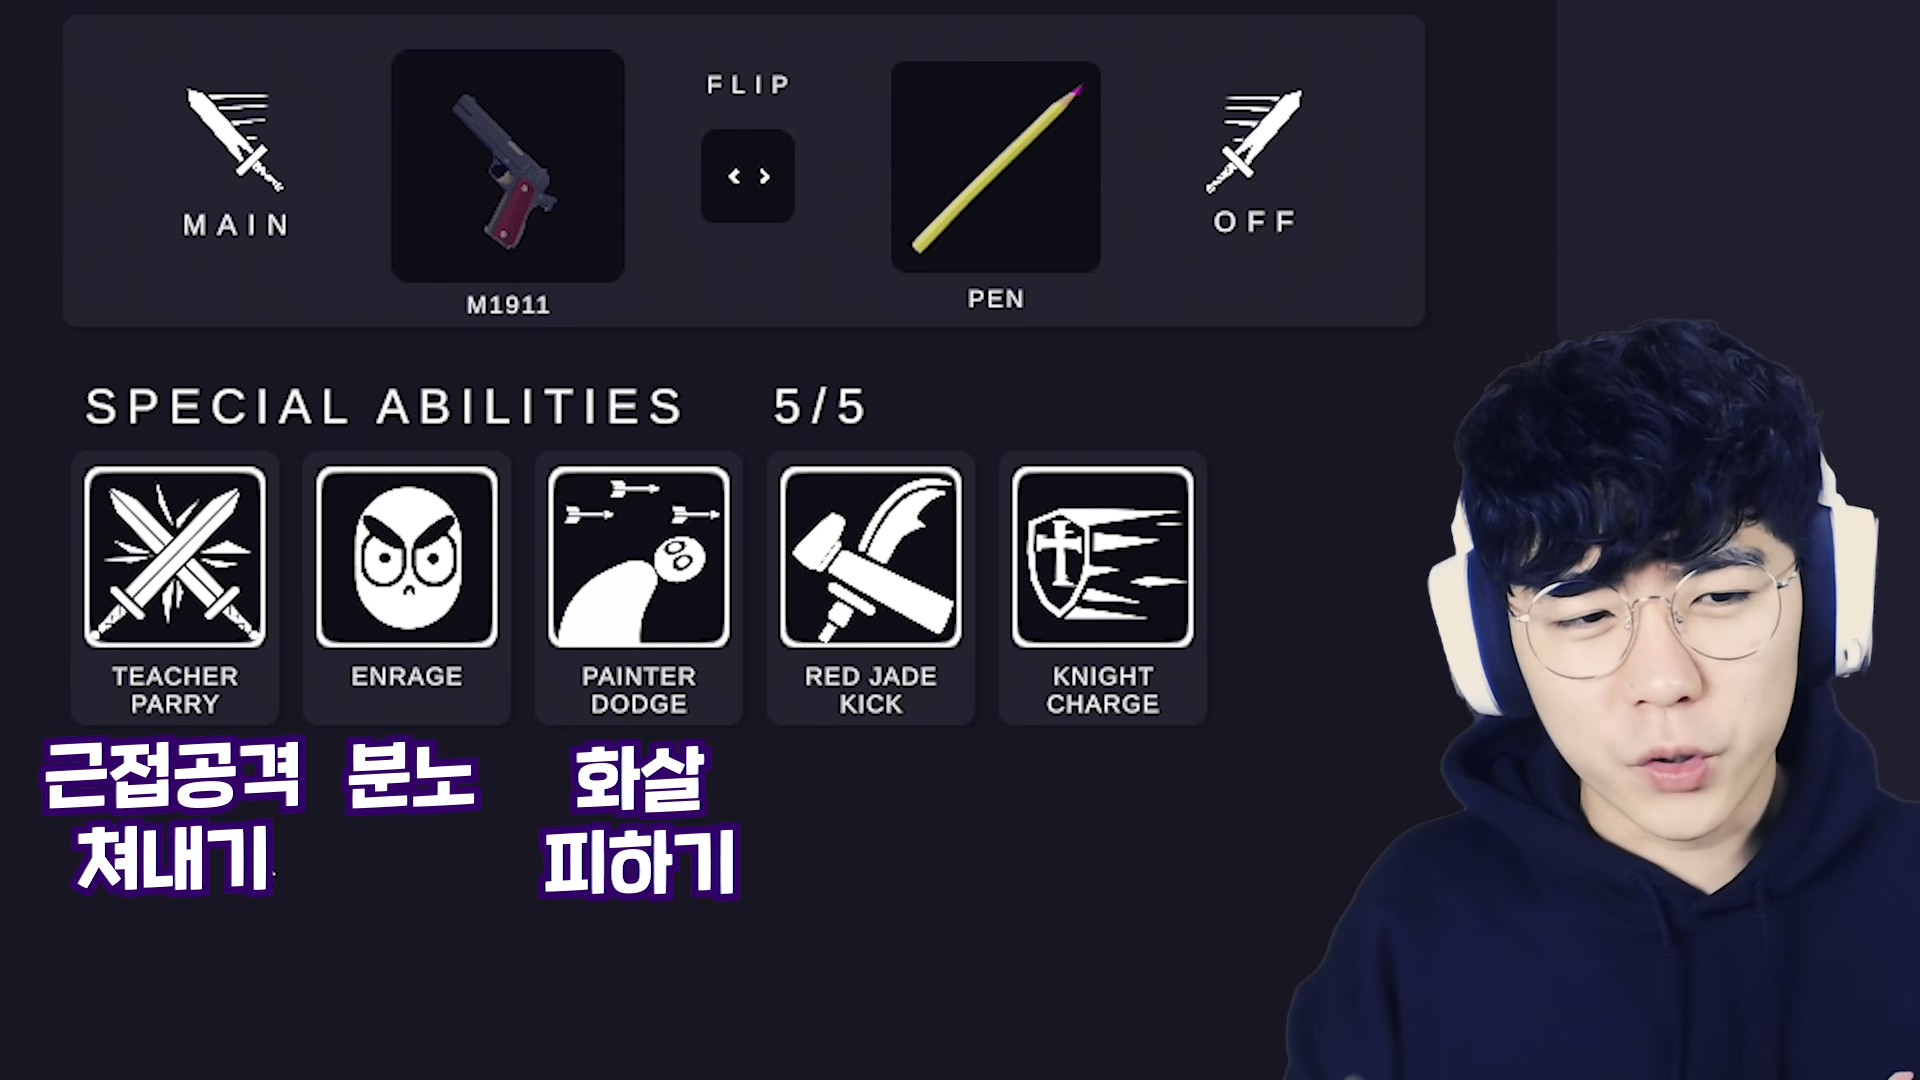 FLIP
MAIN
OFF
M1911
PEN
SPECIAL ABILITIES 5/5
TEACHER
PARRY
ENRAGE
PAINTER
DODGE
RED JADE
KICK
KNIGHT
CHARGE
근접공격
쳐내기
분노
화살
피하기